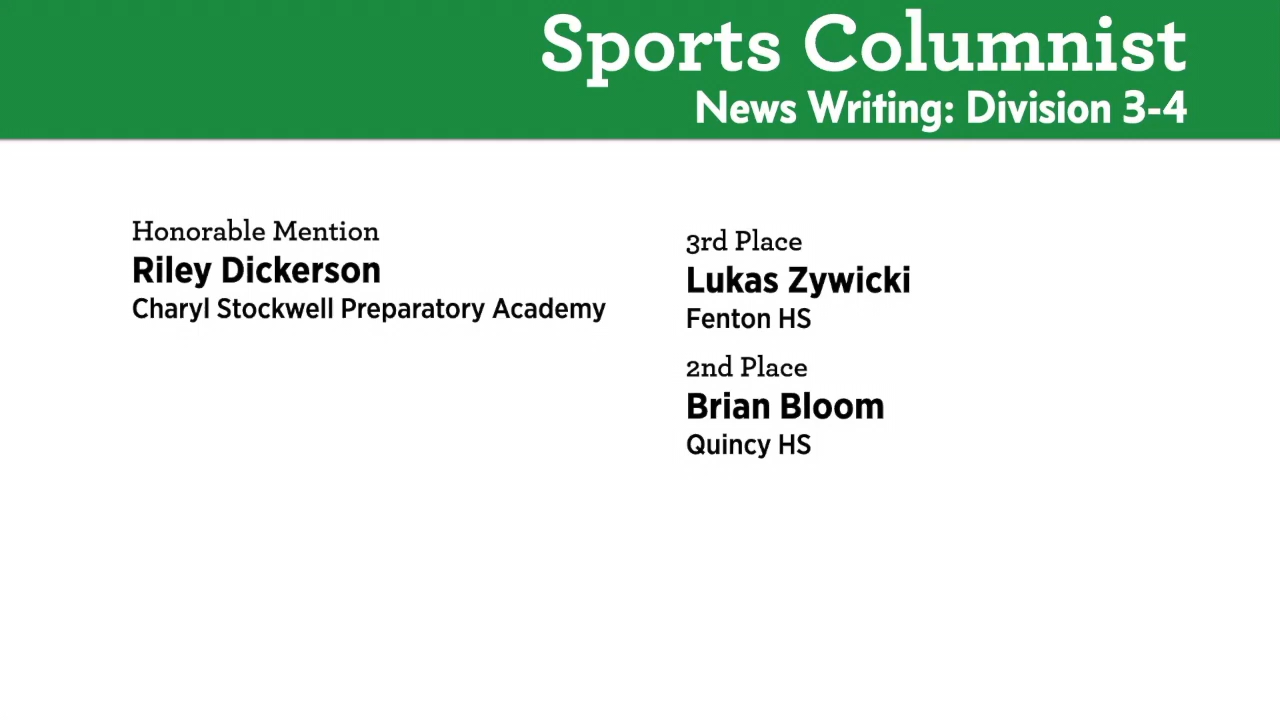 Sports Columnist
News Writing: Division 3-4
Honorable Mention
Riley Dickerson
Charyl Stockwell Preparatory Academy
3rd Place
Lukas Zywicki
Fenton HS
2nd Place
Brian Bloom
Quincy HS